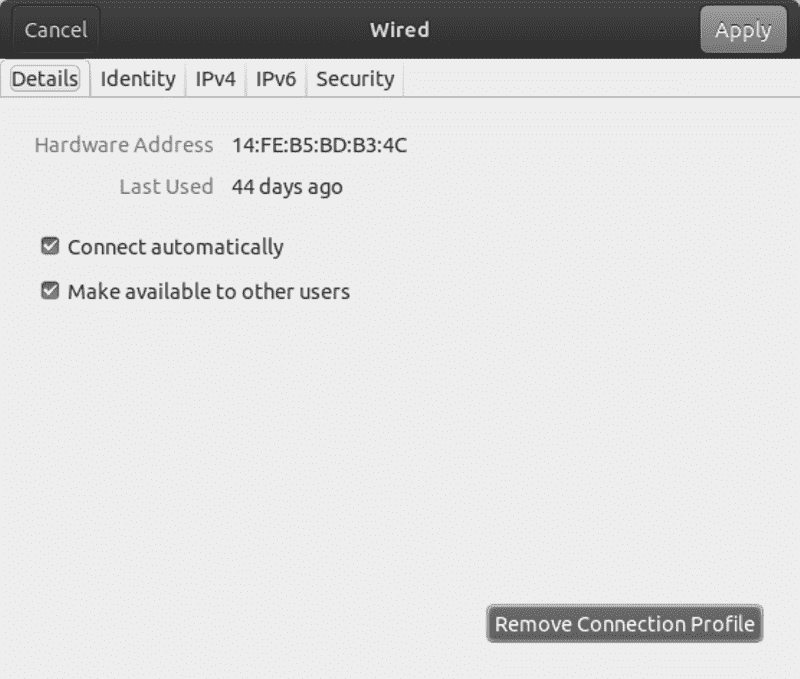 Cancel Wired Apply
Details Identity IPv4 IPv6 Security
Hardware Address 14:FE:B5:BD:B3:4C
Last Used 44 days ago
Connect automatically
Make available to other users
Remove Connection Profile